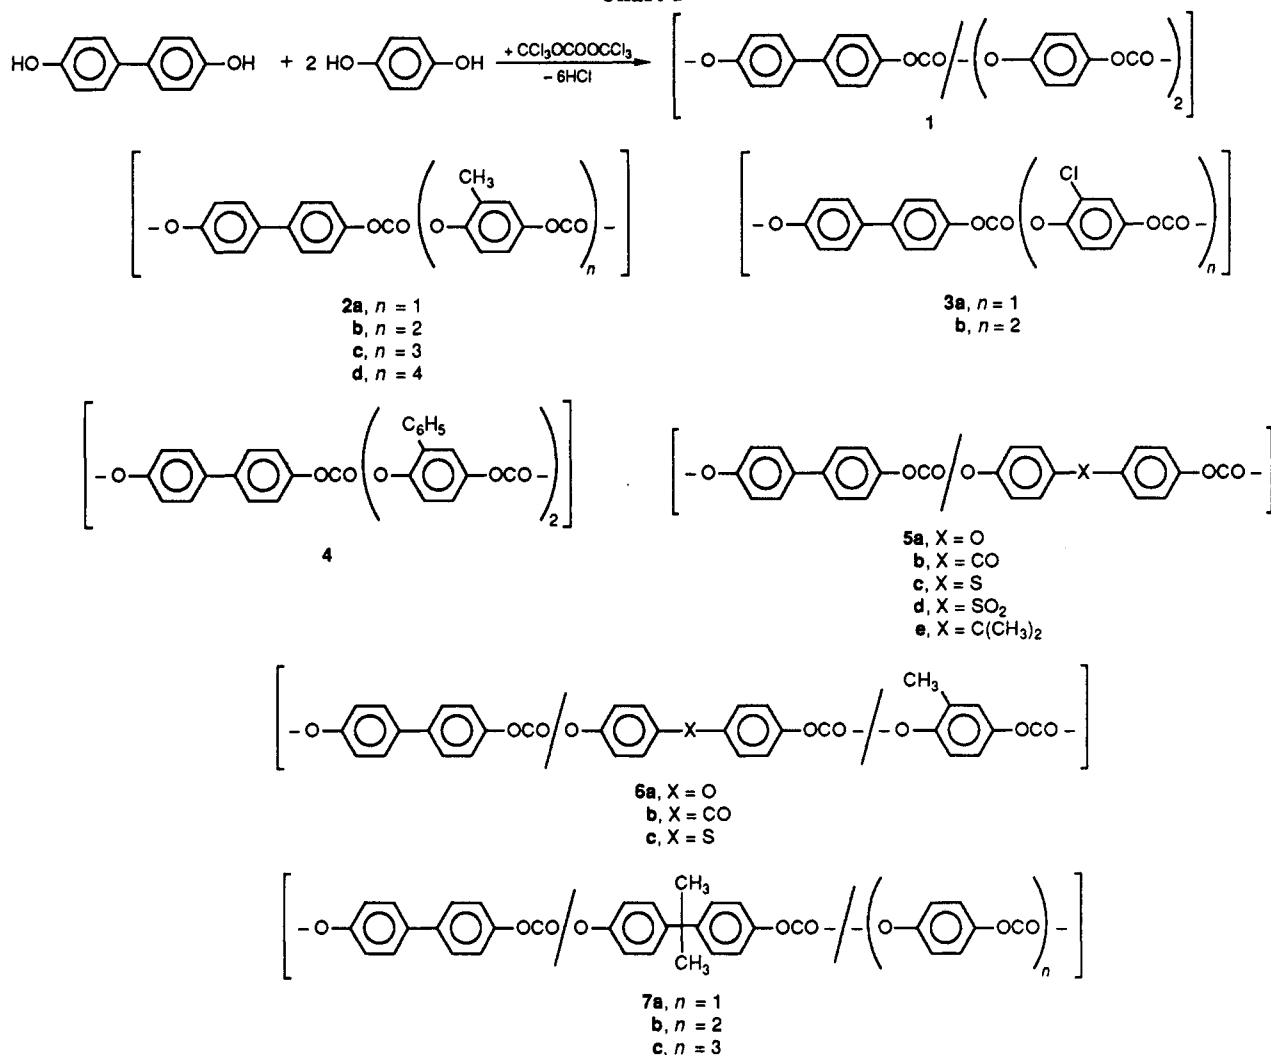 HO OH + 2 HO OH + CCl3OCOOCCl3 - 6HCl [ - O OCO / - ( O OCO - )2 ]
1
[ - O OCO ( CH3 O OCO )n - ]
2a, n = 1
b, n = 2
c, n = 3
d, n = 4
[ - O OCO ( Cl O OCO - )n ]
3a, n = 1
b, n = 2
[ - O OCO ( C6H5 O OCO - )2 ]
4
[ - O OCO / O X OCO - ]
5a, X = O
b, X = CO
c, X = S
d, X = SO2
e, X = C(CH3)2
[ - O OCO / O X OCO - / - O CH3 OCO - ]
6a, X = O
b, X = CO
c, X = S
[ - O OCO / O CH3 CH3 OCO - / - ( O OCO )n - ]
7a, n = 1
b, n = 2
c, n = 3